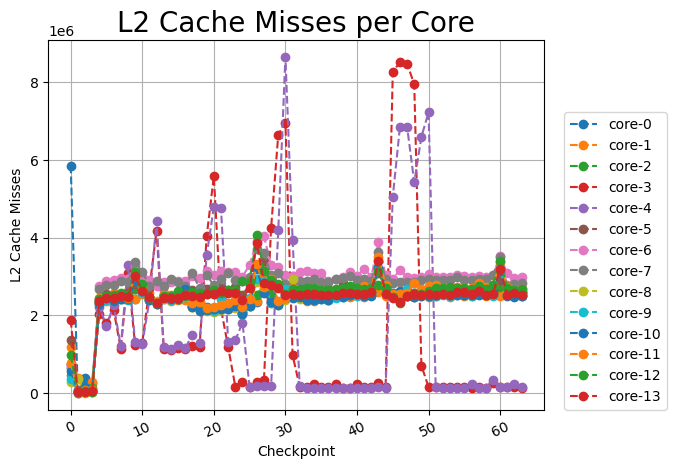 L2 Cache Misses per Core
1e6
8
6
4
2
0
L2 Cache Misses
0
10
20
30
40
50
60
Checkpoint
core-0
core-1
core-2
core-3
core-4
core-5
core-6
core-7
core-8
core-9
core-10
core-11
core-12
core-13